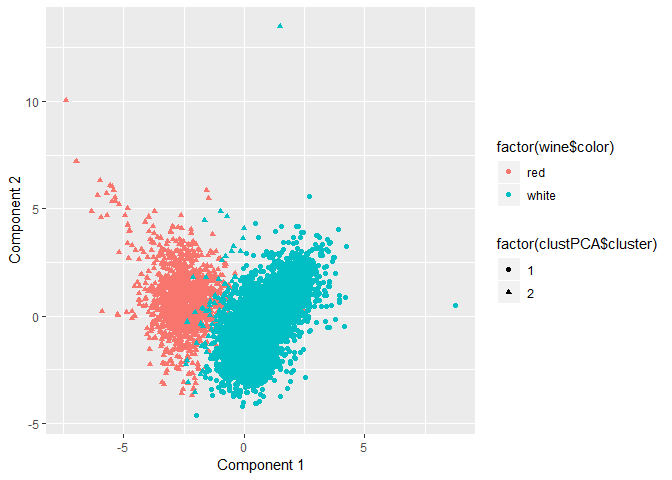 10
5
0
-5
-5
0
5
Component 1
Component 2
factor(wine$color)
red
white
factor(clustPCA$cluster)
1
2